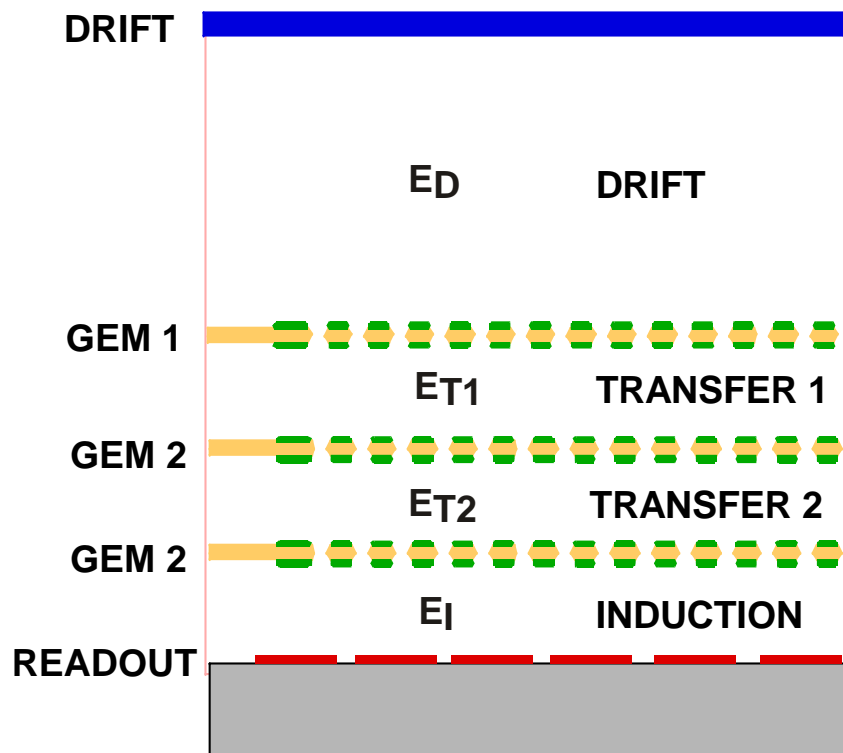 DRIFT
ED DRIFT
GEM 1
ET1 TRANSFER 1
GEM 2
ET2 TRANSFER 2
GEM 2
EI INDUCTION
READOUT